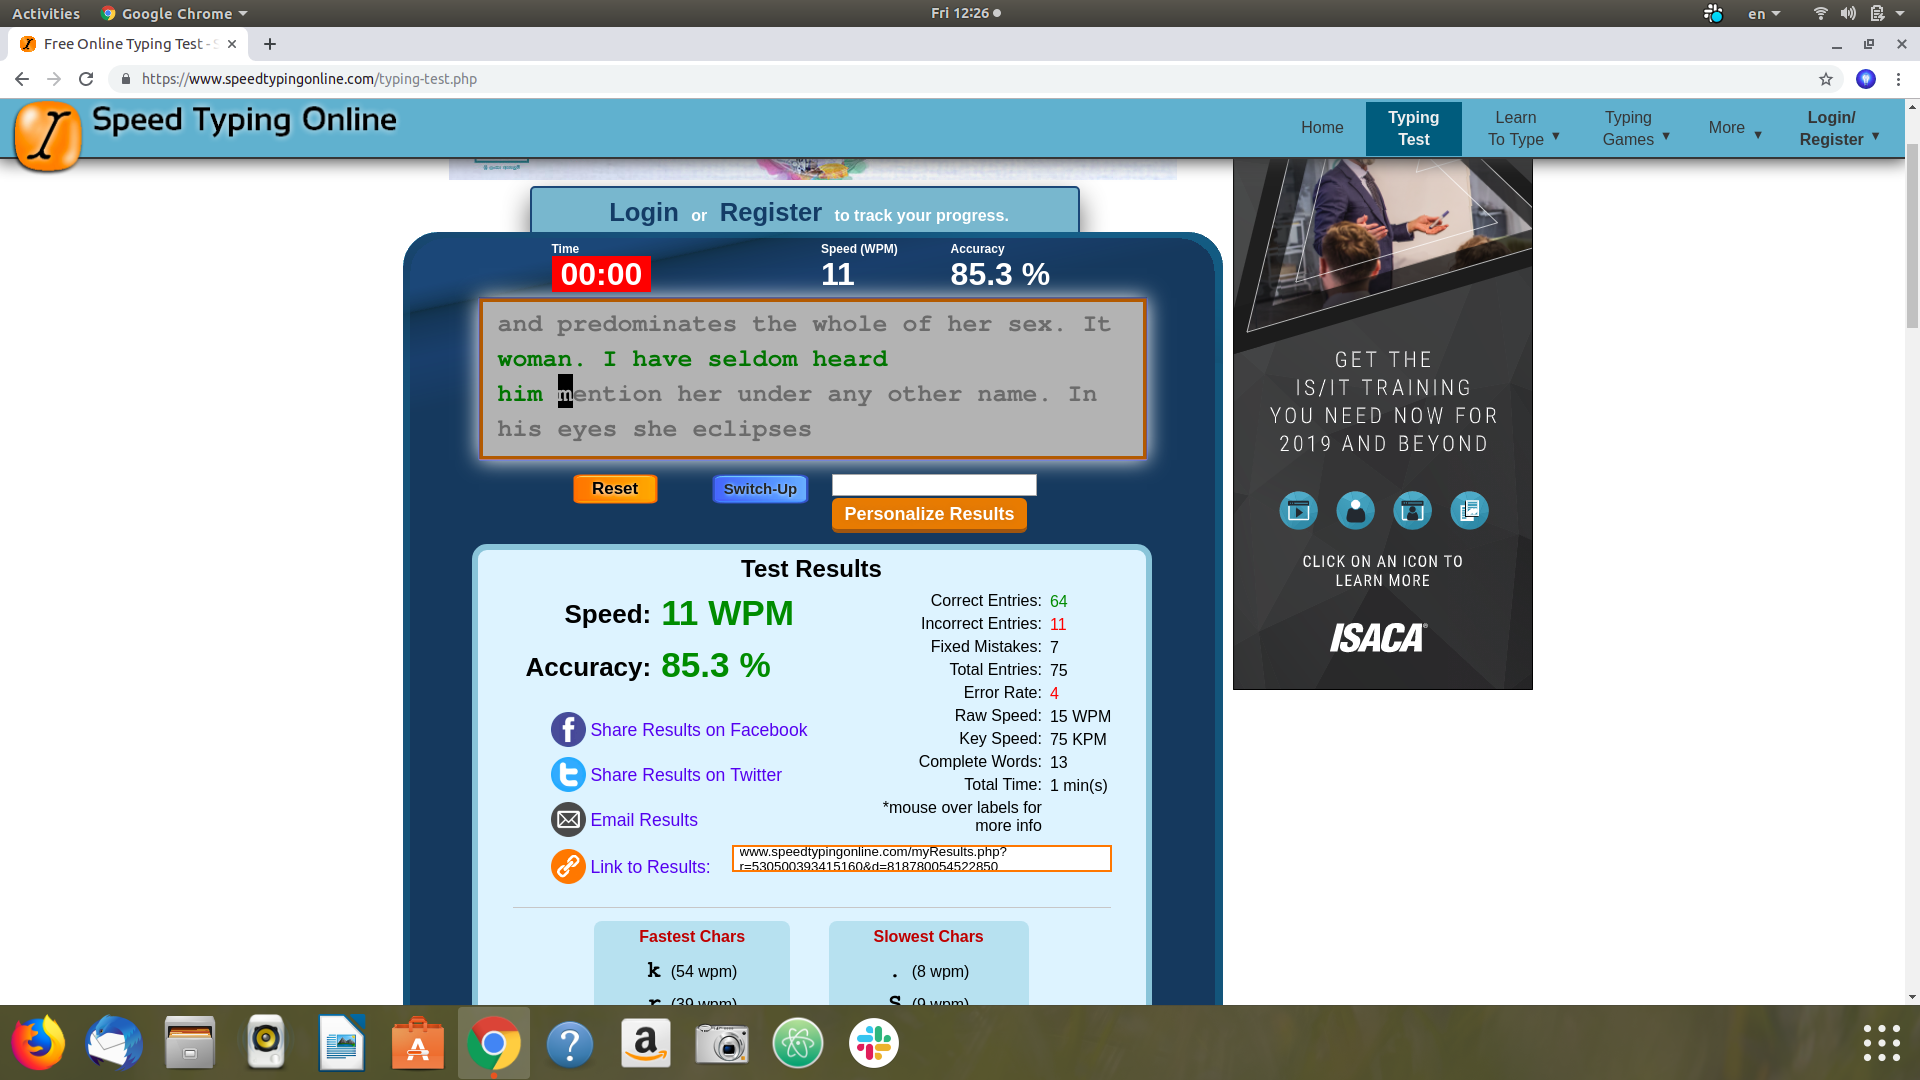 Activities
Google Chrome
Fri 12:26
en
Free Online Typing Test -
https://www.speedtypingonline.com/typing-test.php
Speed Typing Online
Home
Typing Test
Learn To Type
Typing Games
More
Login/ Register
Login or Register to track your progress.
Time
00:00
Speed (WPM)
11
Accuracy
85.3 %
and predominates the whole of her sex. It
woman. I have seldom heard
him mention her under any other name. In
his eyes she eclipses
Reset
Switch-Up
Personalize Results
Test Results
Speed: 11 WPM
Accuracy: 85.3 %
Share Results on Facebook
Share Results on Twitter
Email Results
Link to Results:
www.speedtypingonline.com/myResults.php?
r=530500393415160&d=818780054522850
Correct Entries: 64
Incorrect Entries: 11
Fixed Mistakes: 7
Total Entries: 75
Error Rate: 4
Raw Speed: 15 WPM
Key Speed: 75 KPM
Complete Words: 13
Total Time: 1 min(s)
*mouse over labels for
more info
Fastest Chars
k (54 wpm)
r (39 wpm)
Slowest Chars
. (8 wpm)
S (9 wpm)
GET THE
IS/IT TRAINING
YOU NEED NOW FOR
2019 AND BEYOND
CLICK ON AN ICON TO
LEARN MORE
ISACA®